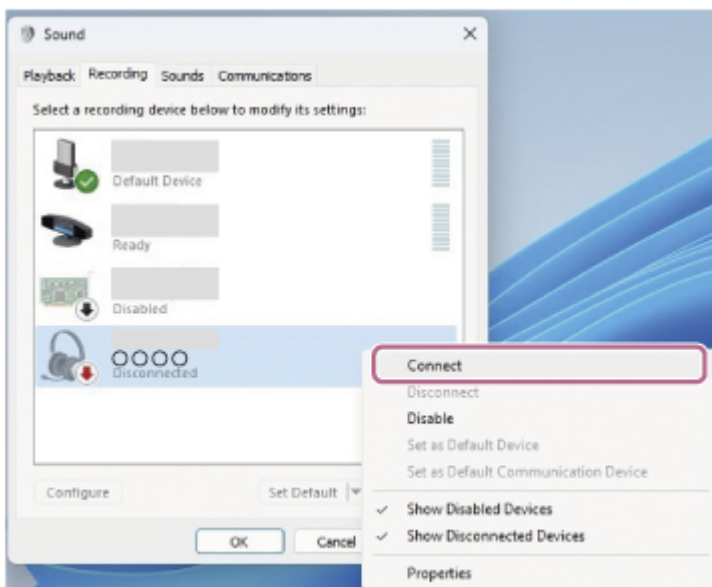 Sound
Playback Recording Sounds Communications
Select a recording device below to modify its settings:
Default Device
Ready
Disabled
○○○○
Disconnected
Connect
Disconnect
Disable
Set as Default Device
Set as Default Communication Device
Configure Set Default
Show Disabled Devices
OK Cancel
Show Disconnected Devices
Properties